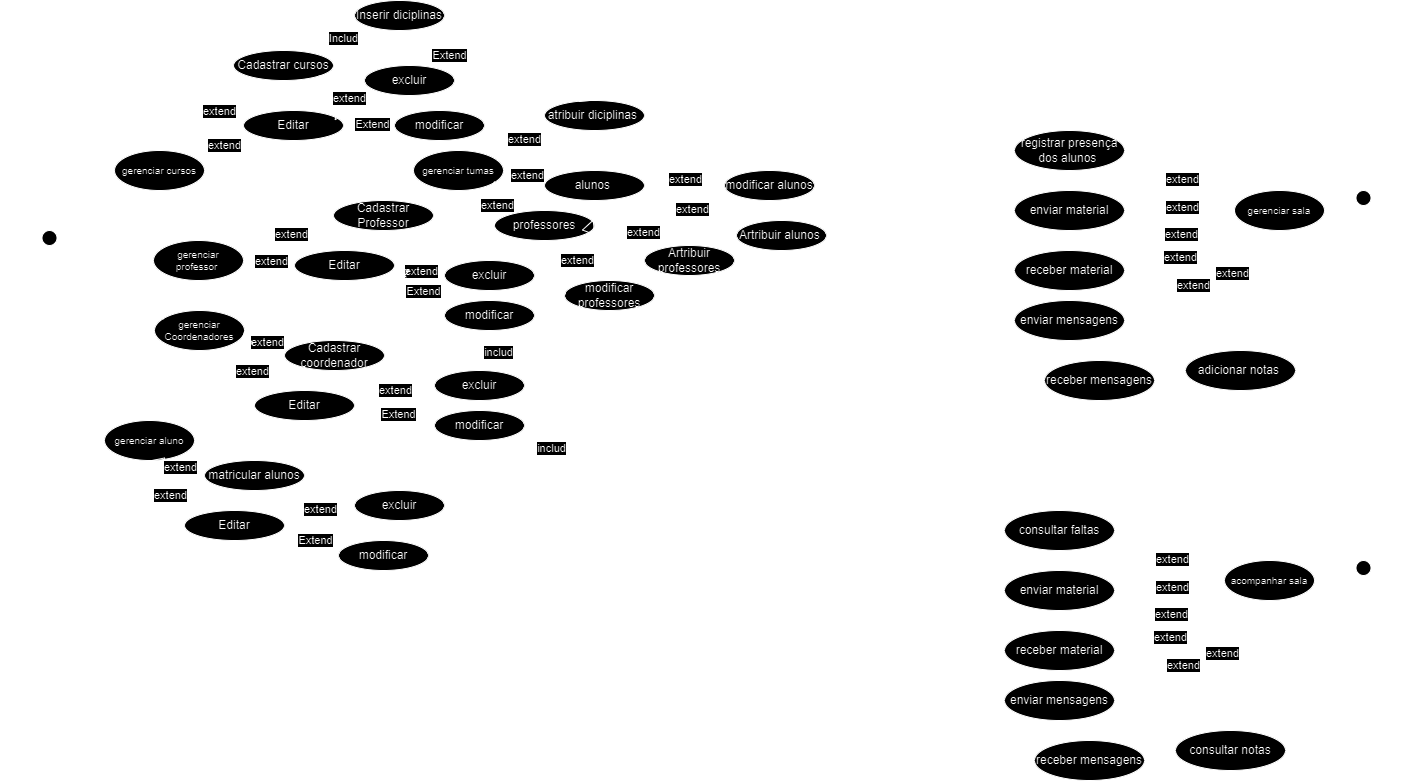 Inserir diciplinas
Includ
Extend
Cadastrar cursos
excluir
extend
extend
Editar
Extend
modificar
atribuir diciplinas
extend
extend
gerenciar cursos
gerenciar tumas
extend
alunos
extend
modificar alunos
extend
extend
Cadastrar
Professor
professores
extend
extend
Artribuir alunos
gerenciar
professor
extend
Editar
extend
Extend
excluir
extend
Artribuir
professores
modificar
professores
modificar
gerenciar
Coordenadores
extend
Cadastrar
coordenador
includ
extend
Editar
extend
Extend
excluir
modificar
includ
gerenciar aluno
extend
matricular alunos
extend
Editar
extend
Extend
excluir
modificar
registrar presença
dos alunos
extend
enviar material
extend
gerenciar sala
extend
receber material
extend
extend
extend
enviar mensagens
receber mensagens
adicionar notas
consultar faltas
extend
enviar material
extend
acompanhar sala
extend
extend
receber material
extend
extend
enviar mensagens
receber mensagens
consultar notas